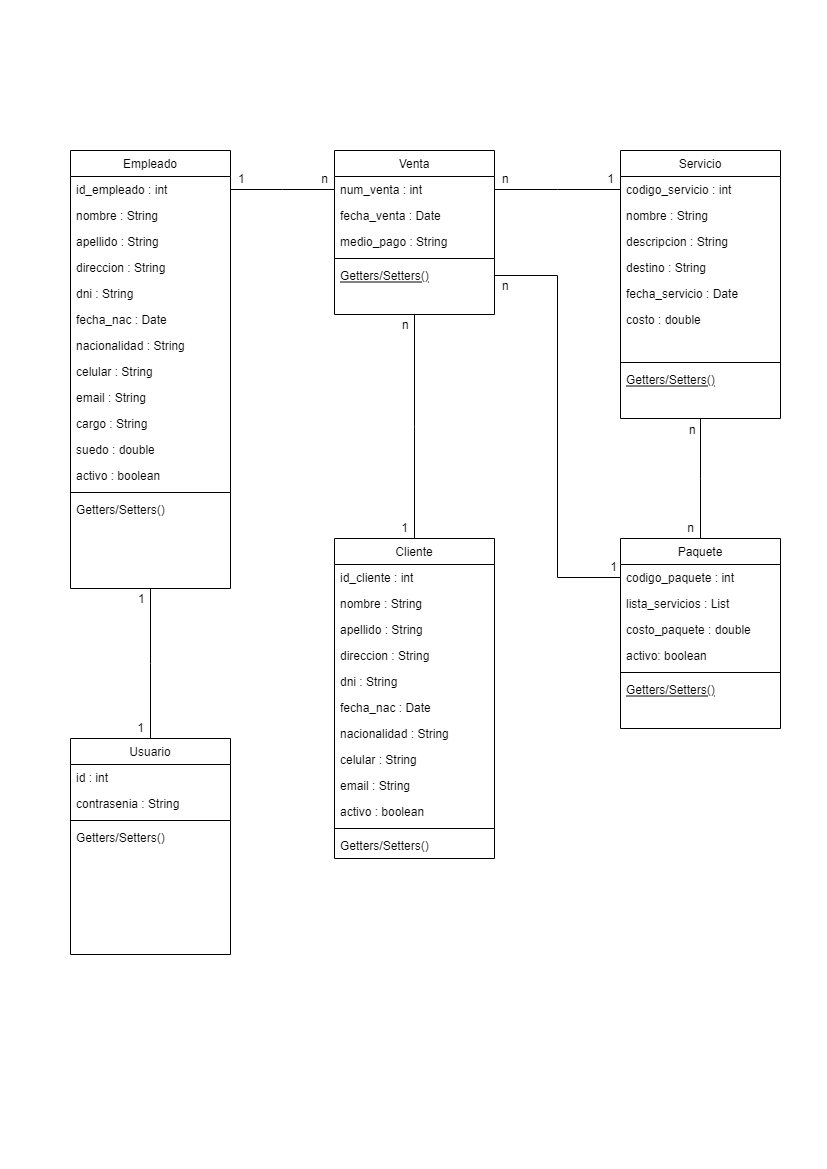 Empleado
id_empleado : int
nombre : String
apellido : String
direccion : String
dni : String
fecha_nac : Date
nacionalidad : String
celular : String
email : String
cargo : String
suedo : double
activo : boolean
Getters/Setters()
1
n
Venta
num_venta : int
fecha_venta : Date
medio_pago : String
Getters/Setters()
n
1
n
n
Servicio
codigo_servicio : int
nombre : String
descripcion : String
destino : String
fecha_servicio : Date
costo : double
Getters/Setters()
n
n
1
1
Cliente
id_cliente : int
nombre : String
apellido : String
direccion : String
dni : String
fecha_nac : Date
nacionalidad : String
celular : String
email : String
activo : boolean
Getters/Setters()
Paquete
codigo_paquete : int
lista_servicios : List
costo_paquete : double
activo: boolean
Getters/Setters()
1
1
Usuario
id : int
contrasenia : String
Getters/Setters()